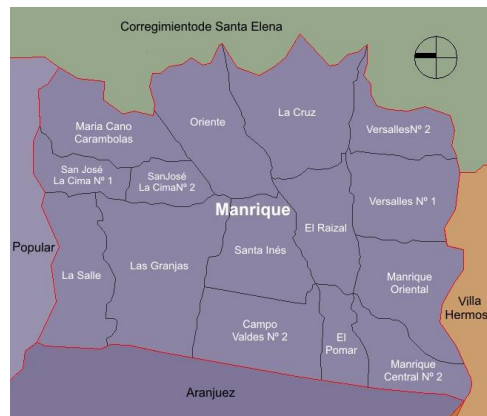 Corregimientode Santa Elena
Maria Cano
Carambolas
Oriente
La Cruz
Versalles Nº 2
San José
La Cima Nº 1
SanJosé
La CimaNº 2
Manrique
Versalles Nº 1
El Raizal
Popular
La Salle
Las Granjas
Santa Inés
Manrique
Oriental
Villa
Hermos
Campo
Valdes Nº 2
El
Pomar
Manrique
Central Nº 2
Aranjuez